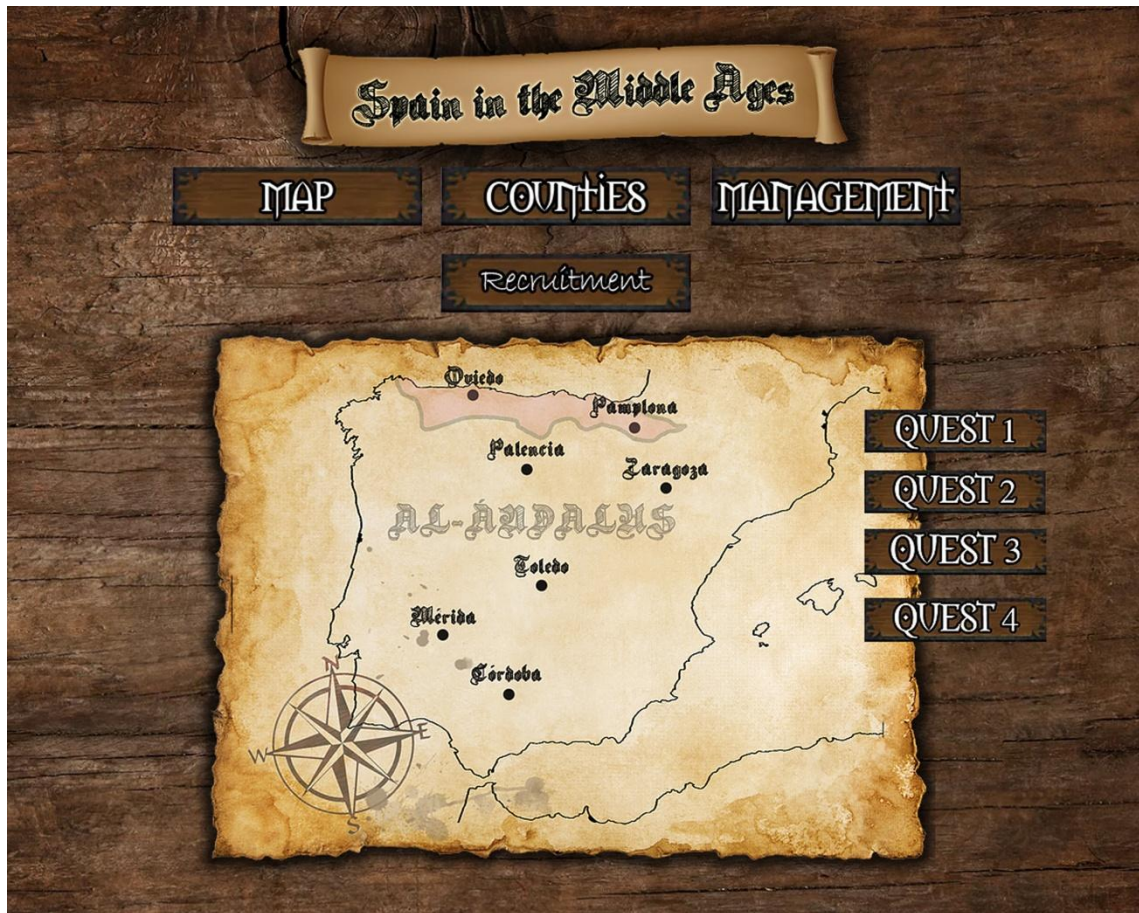 Spain in the Middle Ages
MAP COUNTIES MANAGEMENT
Recruitment
Oviedo
Pamplona
QUEST 1
Palencia
Zaragoza
QUEST 2
AL-ÁNDALUS
QUEST 3
Toledo
Mérida
QUEST 4
Córdoba
N
W E
S